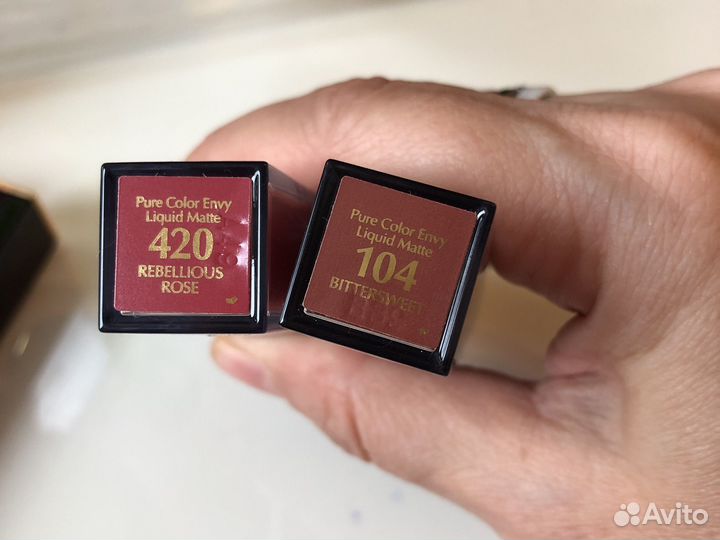 Pure Color Envy
Liquid Matte
420
REBELLIOUS
ROSE
Pure Color Envy
Liquid Matte
104
BITTERSWEET
Avito